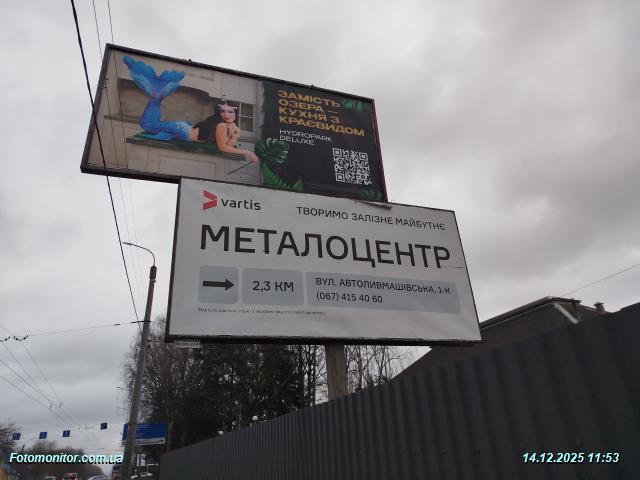 ЗАМІСТЬ
ОЗЕРА —
КУХНЯ З
КРАЄВИДОМ
HYDROPARK
DELUXE
vartis
ТВОРИМО ЗАЛІЗНЕ МАЙБУТНЄ
МЕТАЛОЦЕНТР
2,3 КМ
ВУЛ. АВТОЛИВМАШІВСЬКА, 1-К
(067) 415 40 60
Fotomonitor.com.ua
14.12.2025 11:53